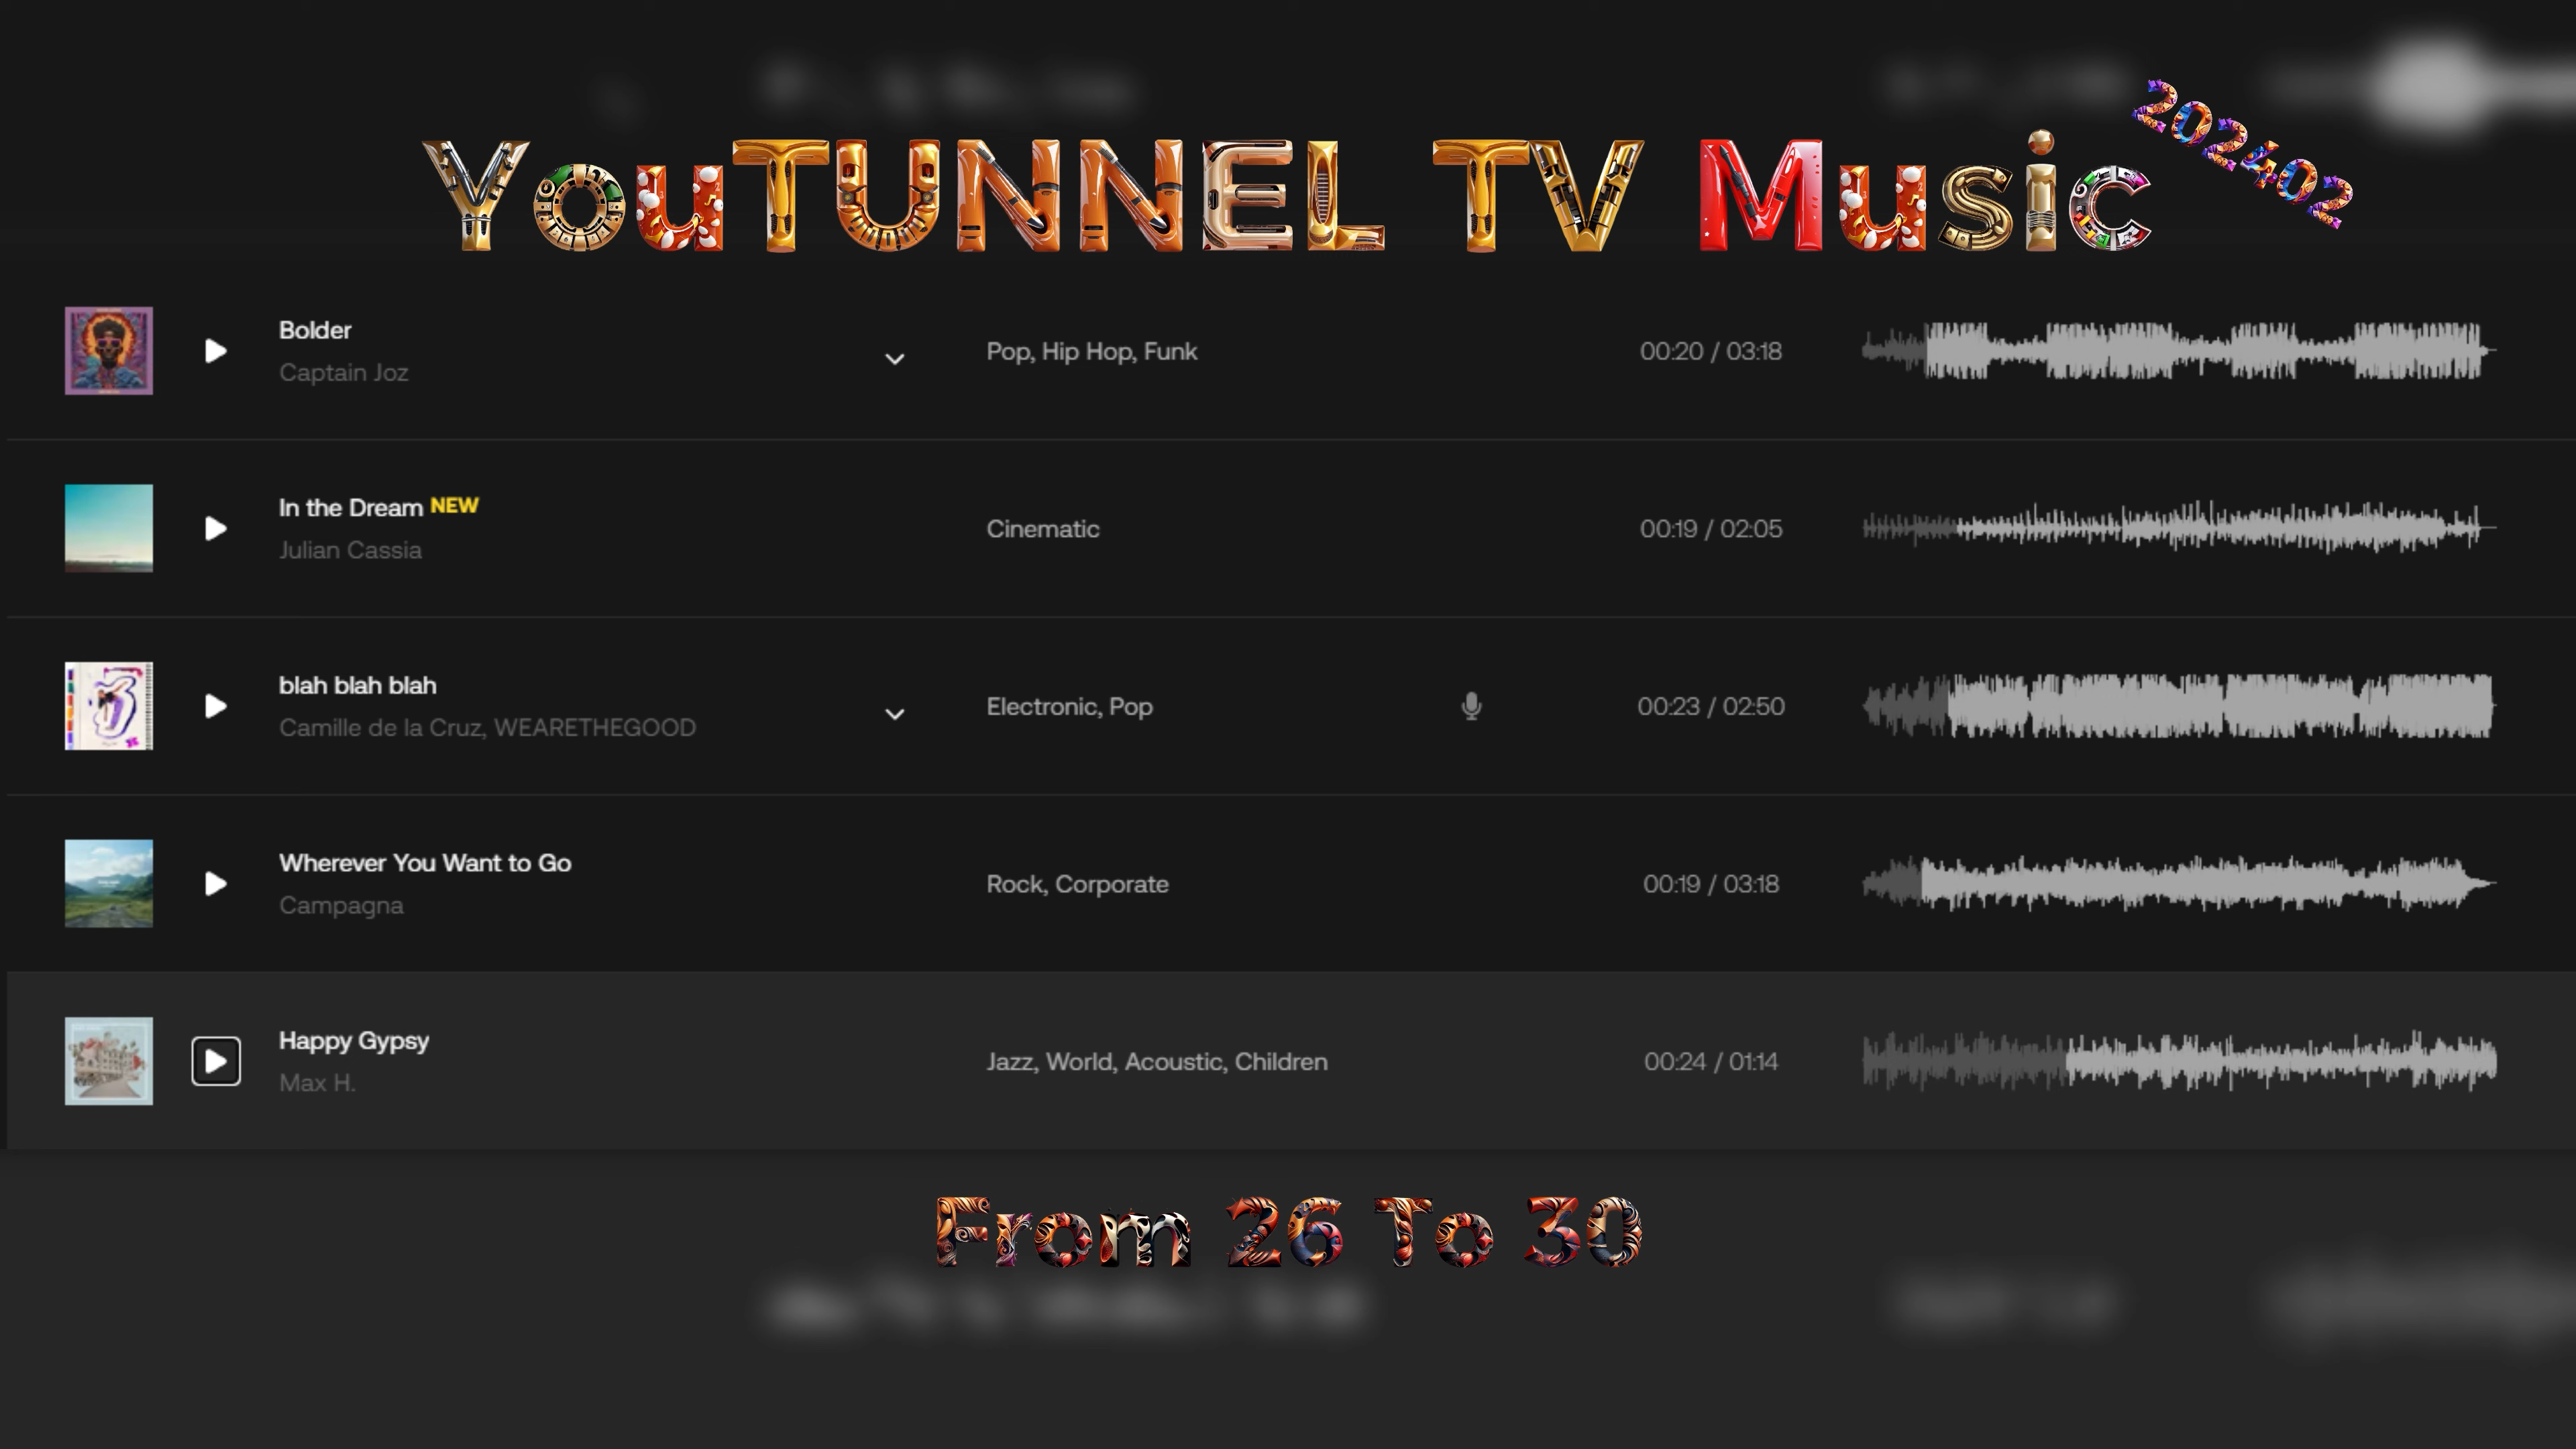 YouTUNNEL TV Music 202402
Bolder
Captain Joz
Pop, Hip Hop, Funk
00:20 / 03:18
In the Dream NEW
Julian Cassia
Cinematic
00:19 / 02:05
blah blah blah
Camille de la Cruz, WEARETHEGOOD
Electronic, Pop
00:23 / 02:50
Wherever You Want to Go
Campagna
Rock, Corporate
00:19 / 03:18
Happy Gypsy
Max H.
Jazz, World, Acoustic, Children
00:24 / 01:14
From 26 To 30